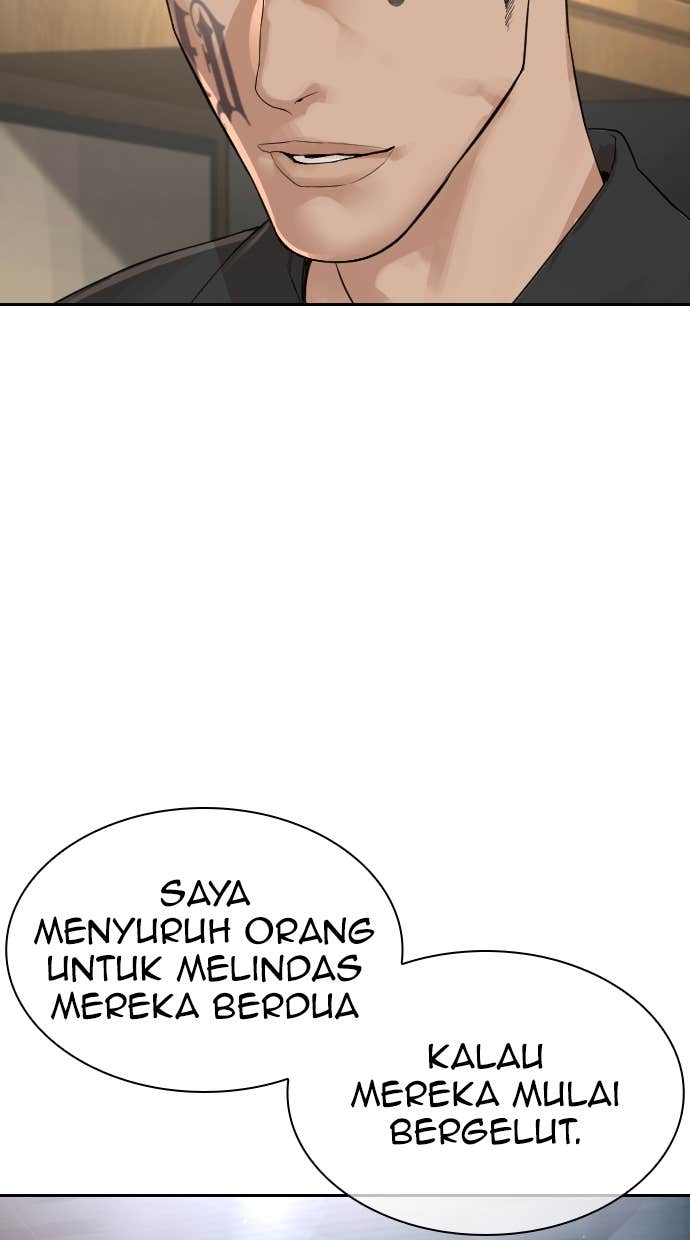 SAYA
MENYURUH ORANG
UNTUK MELINDAS
MEREKA BERDUA
KALAU
MEREKA MULAI
BERGELUT.